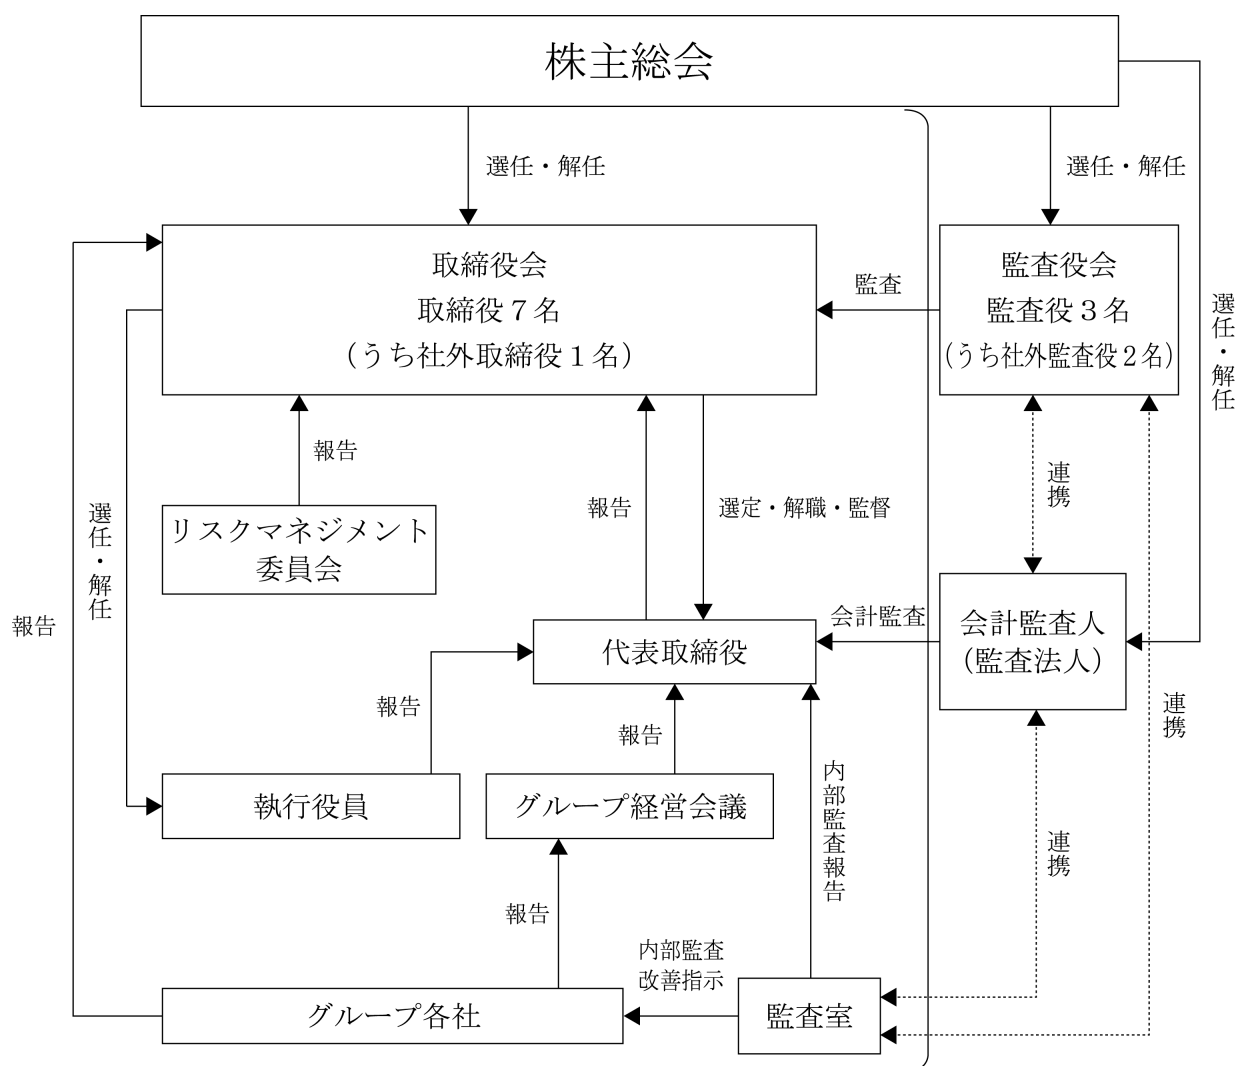 株主総会
選任・解任
選任・解任
取締役会
取締役７名
（うち社外取締役１名）
監査
監査役会
監査役３名
（うち社外監査役２名）
選任・解任
報告
連携
選任・解任
報告
選定・解職・監督
リスクマネジメント
委員会
報告
会計監査
会計監査人
（監査法人）
代表取締役
報告
報告
連携
内部監査報告
執行役員
グループ経営会議
連携
報告
内部監査
改善指示
グループ各社
監査室